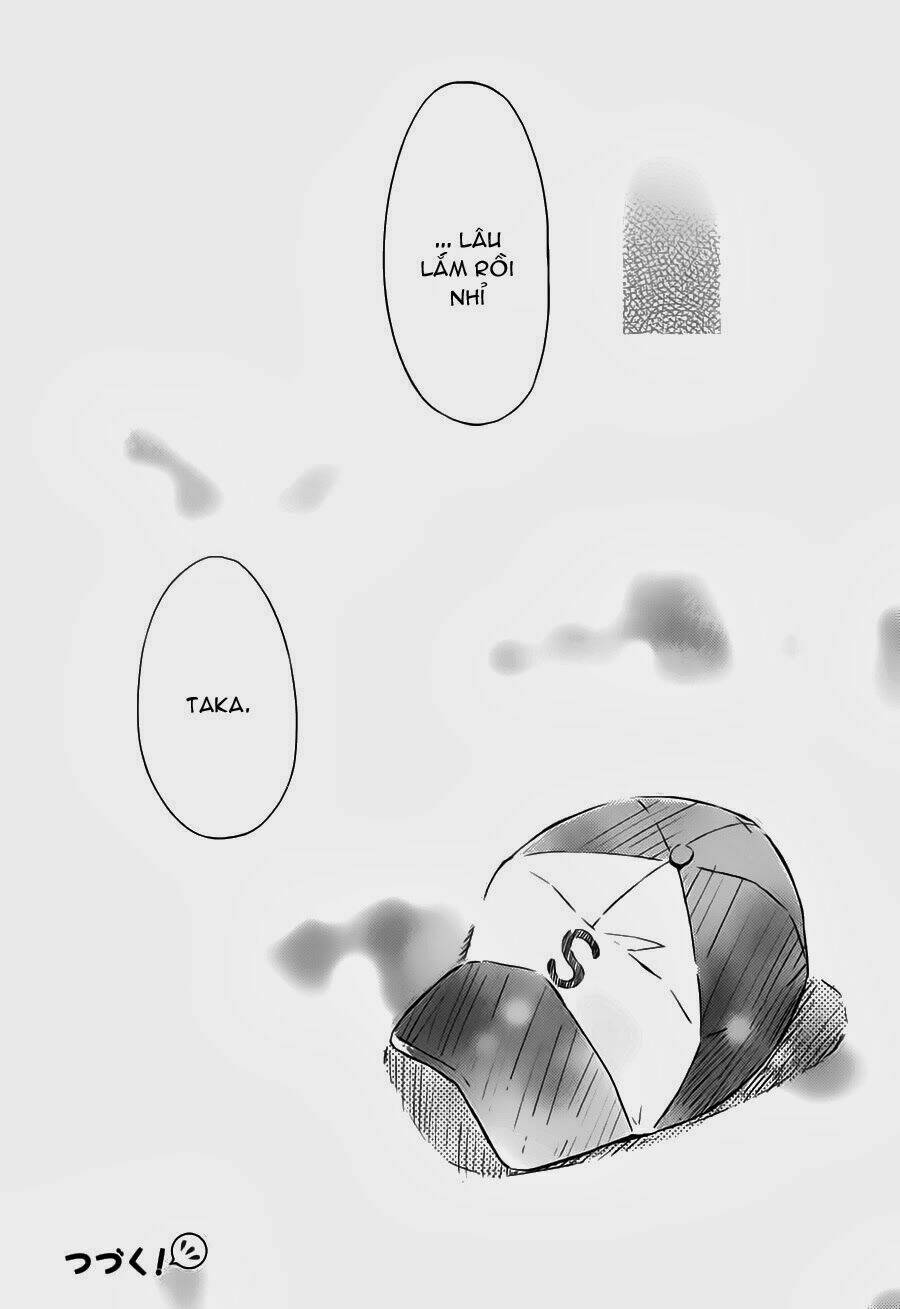 ... LÂU
LẮM RỒI
NHỈ
TAKA.
S
つづく!